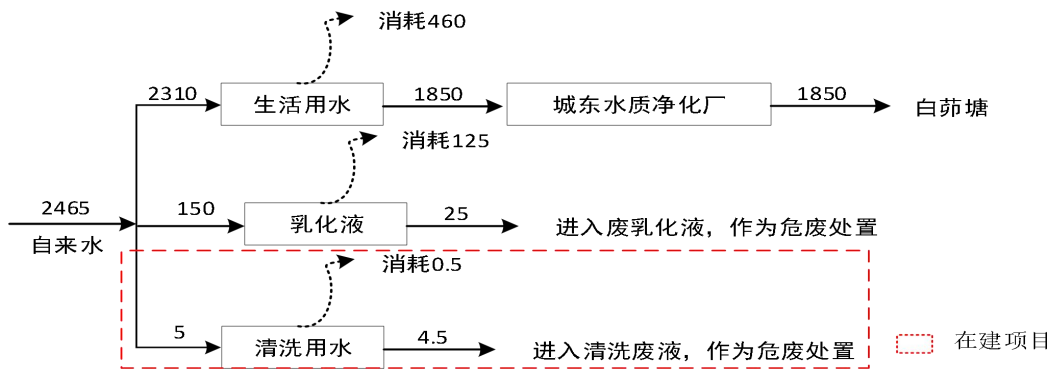 消耗460
2310
生活用水
1850
城东水质净化厂
1850
白茆塘
消耗125
2465
自来水
150
乳化液
25
进入废乳化液，作为危废处置
消耗0.5
5
清洗用水
4.5
进入清洗废液，作为危废处置
在建项目